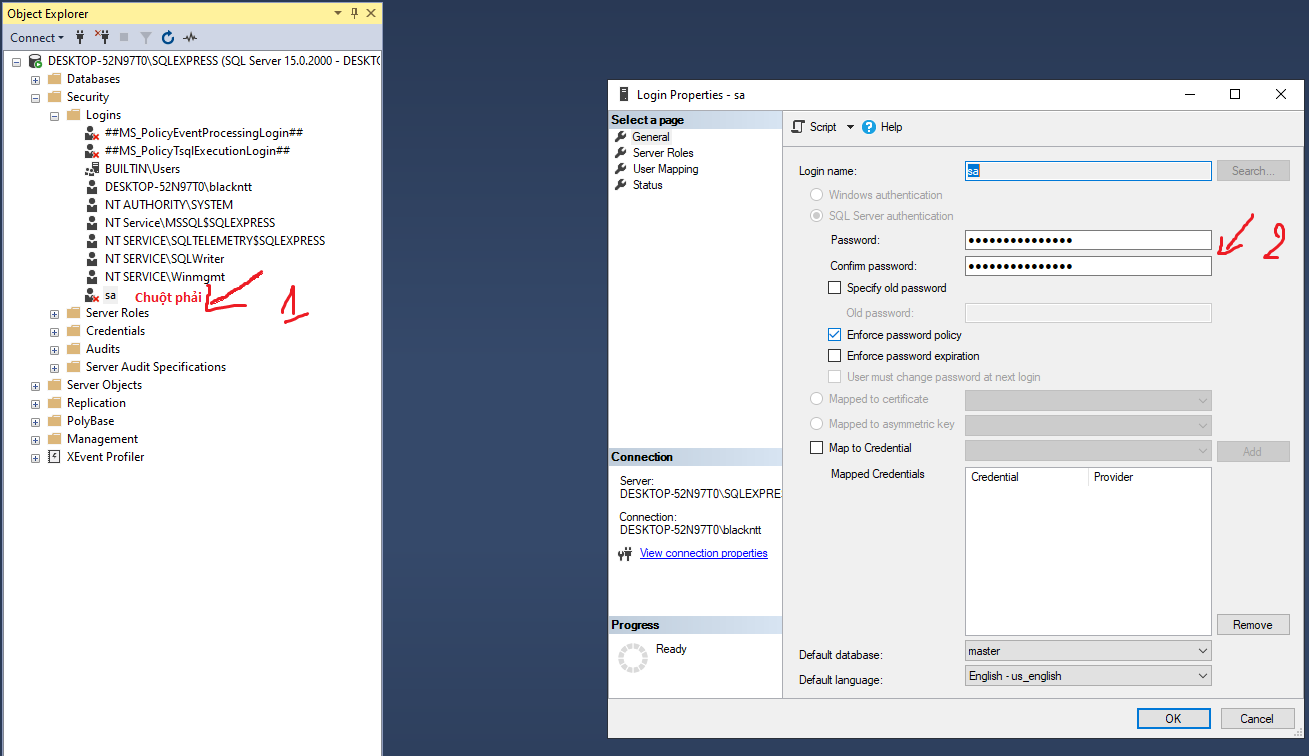 Object Explorer
Connect
DESKTOP-52N97T0\SQLEXPRESS (SQL Server 15.0.2000 - DESKTO
Databases
Security
Logins
##MS_PolicyEventProcessingLogin##
##MS_PolicyTsqlExecutionLogin##
BUILTIN\Users
DESKTOP-52N97T0\blackntt
NT AUTHORITY\SYSTEM
NT Service\MSSQL$SQLEXPRESS
NT SERVICE\SQLTELEMETRY$SQLEXPRESS
NT SERVICE\SQLWriter
NT SERVICE\Winmgmt
sa Chuột phải 1
Server Roles
Credentials
Audits
Server Audit Specifications
Server Objects
Replication
PolyBase
Management
XEvent Profiler
Login Properties - sa
Select a page
General
Server Roles
User Mapping
Status
Connection
Server:
DESKTOP-52N97T0\SQLEXPRE
Connection:
DESKTOP-52N97T0\blackntt
View connection properties
Progress
Ready
Script Help
Login name: sa Search...
Windows authentication
SQL Server authentication
Password: ●●●●●●●●●●●●●●● 2
Confirm password: ●●●●●●●●●●●●●●●
Specify old password
Old password:
Enforce password policy
Enforce password expiration
User must change password at next login
Mapped to certificate
Mapped to asymmetric key
Map to Credential Add
Mapped Credentials Credential Provider
Remove
Default database: master
Default language: English - us_english
OK Cancel